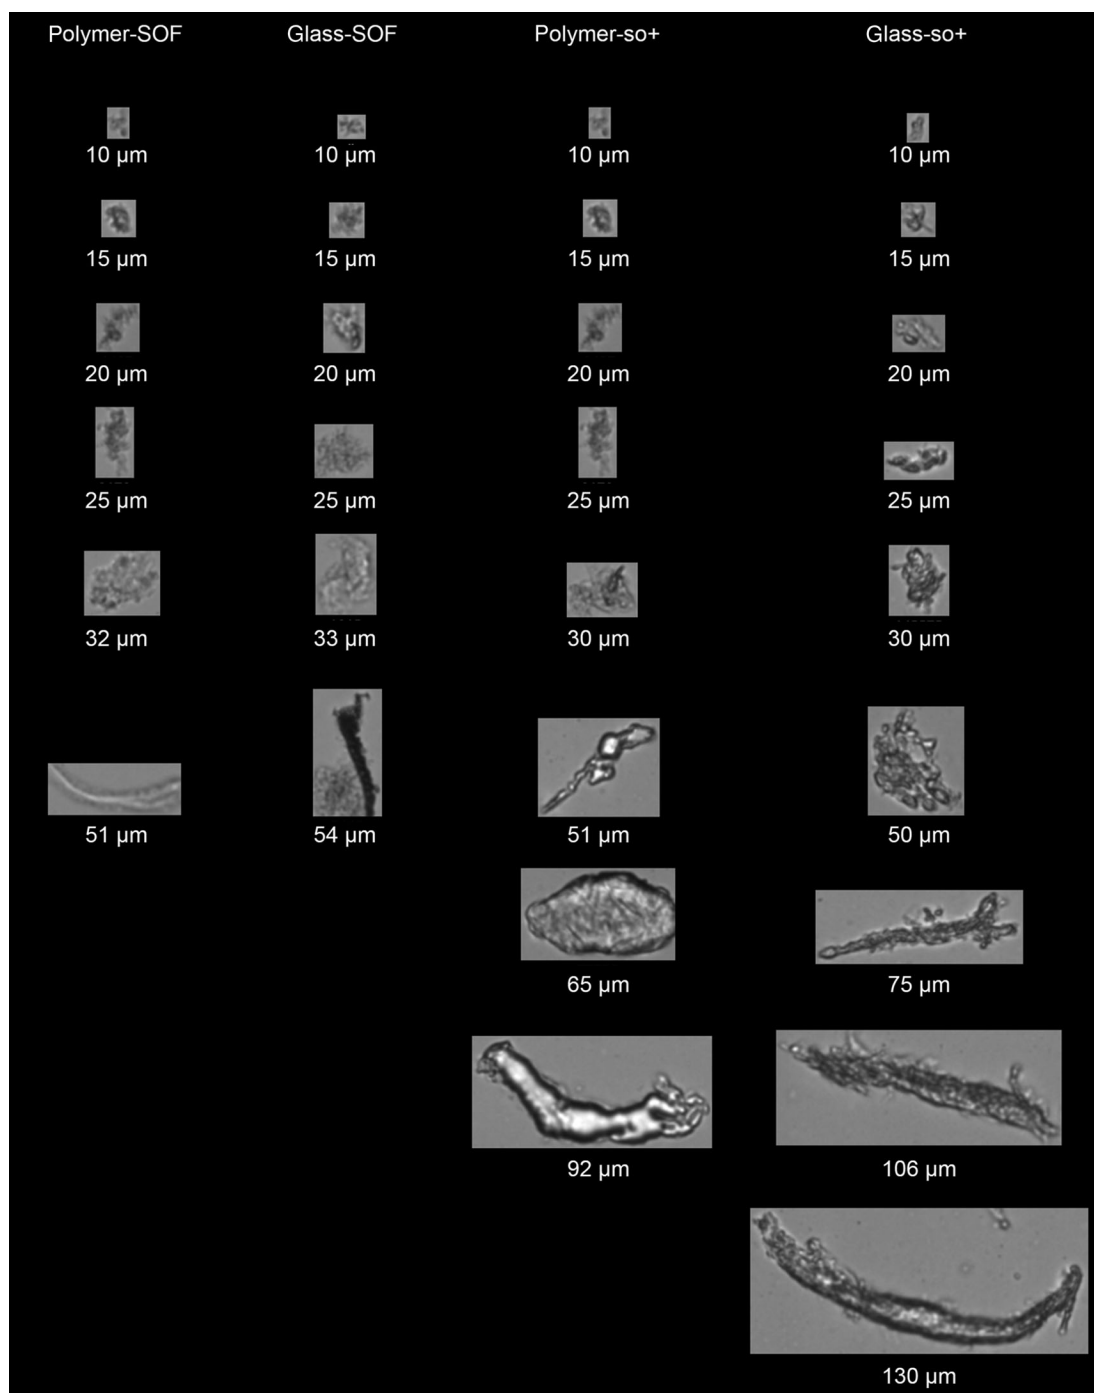 Polymer-SOF Glass-SOF Polymer-so+ Glass-so+
10 µm 10 µm 10 µm 10 µm
15 µm 15 µm 15 µm 15 µm
20 µm 20 µm 20 µm 20 µm
25 µm 25 µm 25 µm 25 µm
32 µm 33 µm 30 µm 30 µm
51 µm 54 µm 51 µm 50 µm
65 µm 75 µm
92 µm 106 µm
130 µm